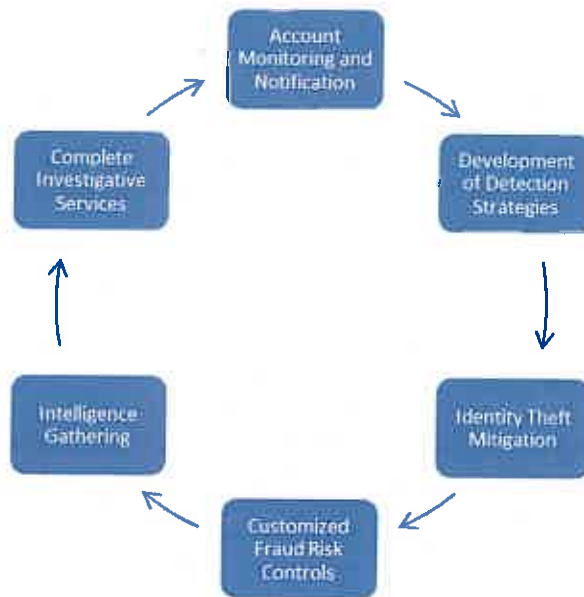 Account
Monitoring and
Notification
Development
of Detection
Strategies
Identity Theft
Mitigation
Customized
Fraud Risk
Controls
Intelligence
Gathering
Complete
Investigative
Services